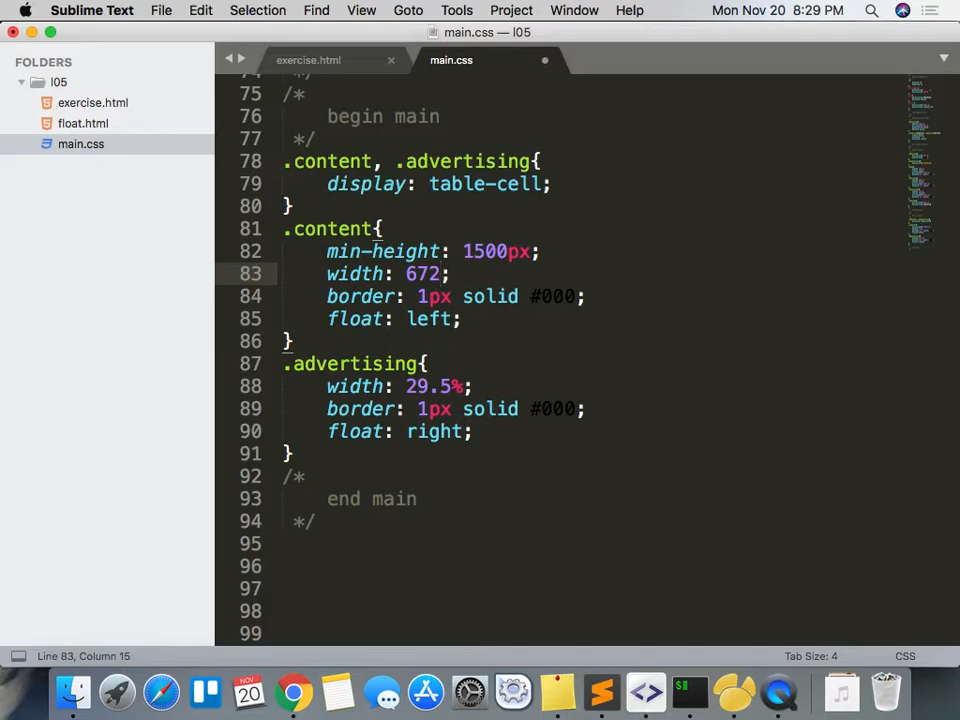 Sublime Text File Edit Selection Find View Goto Tools Project Window Help Mon Nov 20 8:29 PM
main.css — l05
FOLDERS
l05
exercise.html
float.html
main.css
exercise.html × main.css
75 /*
76 begin main
77 */
78 .content, .advertising{
79 display: table-cell;
80 }
81 .content{
82 min-height: 1500px;
83 width: 672;
84 border: 1px solid #000;
85 float: left;
86 }
87 .advertising{
88 width: 29.5%;
89 border: 1px solid #000;
90 float: right;
91 }
92 /*
93 end main
94 */
95
96
97
98
99
Line 83, Column 15 Tab Size: 4 CSS
NOV
20